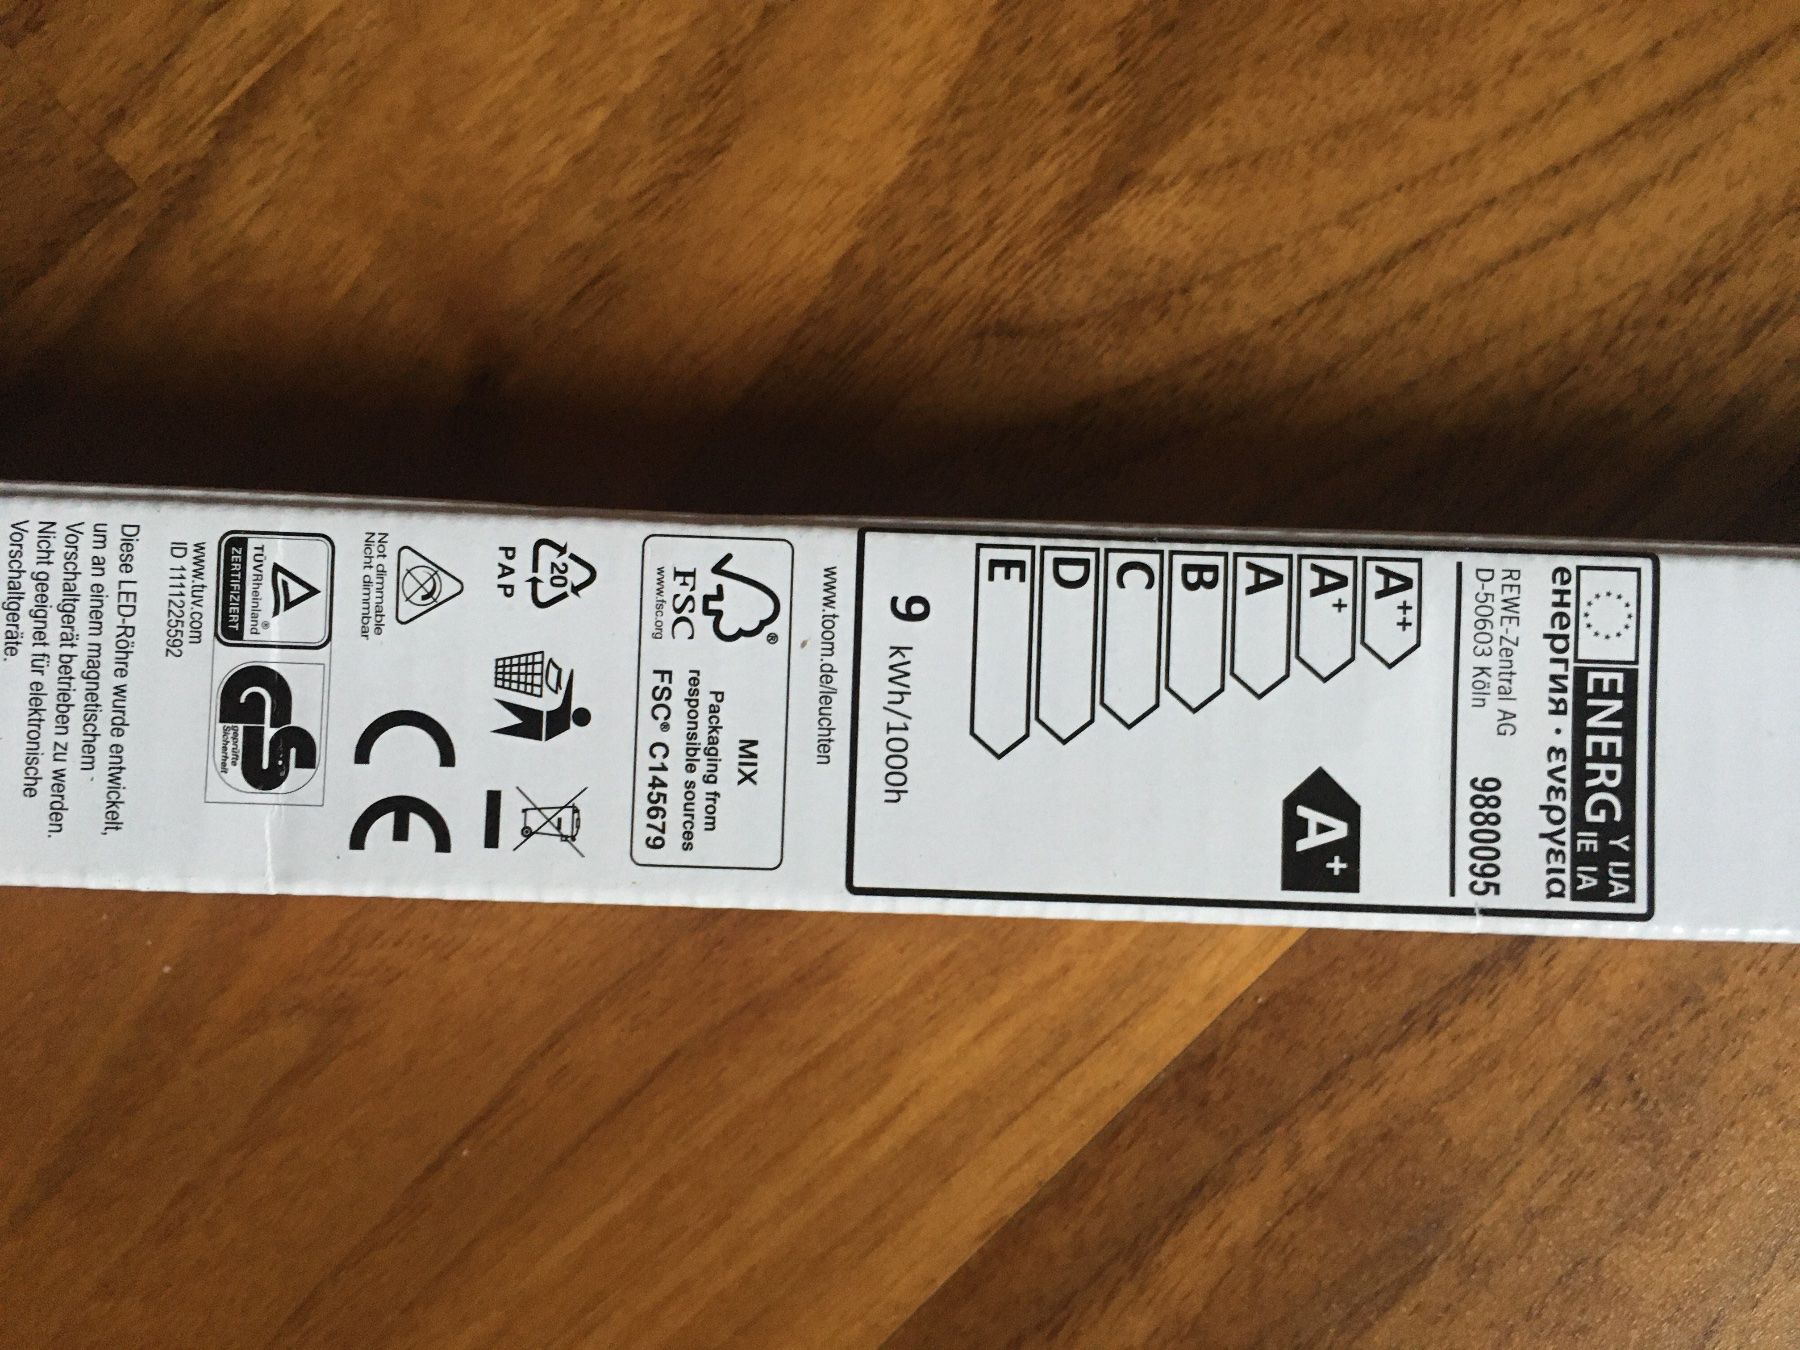 ENERG Y IJA
IE IA
енергия · ενεργεια
REWE-Zentral AG
D-50603 Köln
9880095
A++
A+
A
B
C
D
E
A+
9 kWh/1000h
www.toom.de/leuchten
FSC
www.fsc.org
MIX
Packaging from
responsible sources
FSC® C145679
20
PAP
Not dimmable
Nicht dimmbar
CE
TÜVRheinland®
ZERTIFIZIERT
GS
geprüfte
Sicherheit
www.tuv.com
ID 1111225592
Diese LED-Röhre wurde entwickelt,
um an einem magnetischem
Vorschaltgerät betrieben zu werden.
Nicht geeignet für elektronische
Vorschaltgeräte.